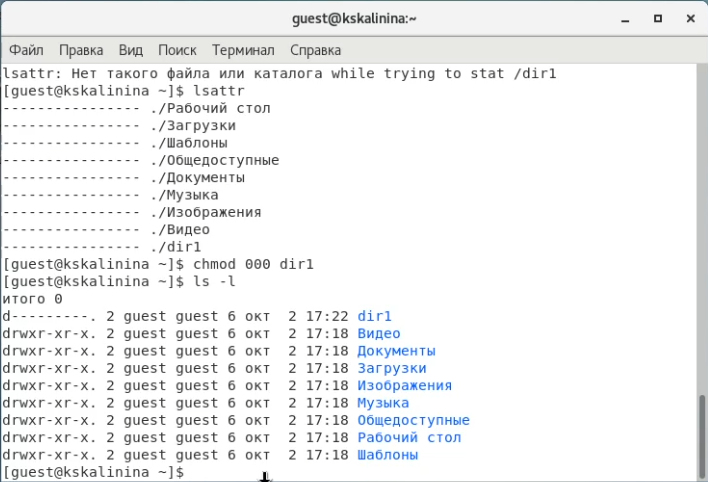 guest@kskalinina:~
Файл Правка Вид Поиск Терминал Справка
lsattr: Нет такого файла или каталога while trying to stat /dir1
[guest@kskalinina ~]$ lsattr
---------------- ./Рабочий стол
---------------- ./Загрузки
---------------- ./Шаблоны
---------------- ./Общедоступные
---------------- ./Документы
---------------- ./Музыка
---------------- ./Изображения
---------------- ./Видео
---------------- ./dir1
[guest@kskalinina ~]$ chmod 000 dir1
[guest@kskalinina ~]$ ls -l
итого 0
d---------. 2 guest guest 6 окт  2 17:22 dir1
drwxr-xr-x. 2 guest guest 6 окт  2 17:18 Видео
drwxr-xr-x. 2 guest guest 6 окт  2 17:18 Документы
drwxr-xr-x. 2 guest guest 6 окт  2 17:18 Загрузки
drwxr-xr-x. 2 guest guest 6 окт  2 17:18 Изображения
drwxr-xr-x. 2 guest guest 6 окт  2 17:18 Музыка
drwxr-xr-x. 2 guest guest 6 окт  2 17:18 Общедоступные
drwxr-xr-x. 2 guest guest 6 окт  2 17:18 Рабочий стол
drwxr-xr-x. 2 guest guest 6 окт  2 17:18 Шаблоны
[guest@kskalinina ~]$